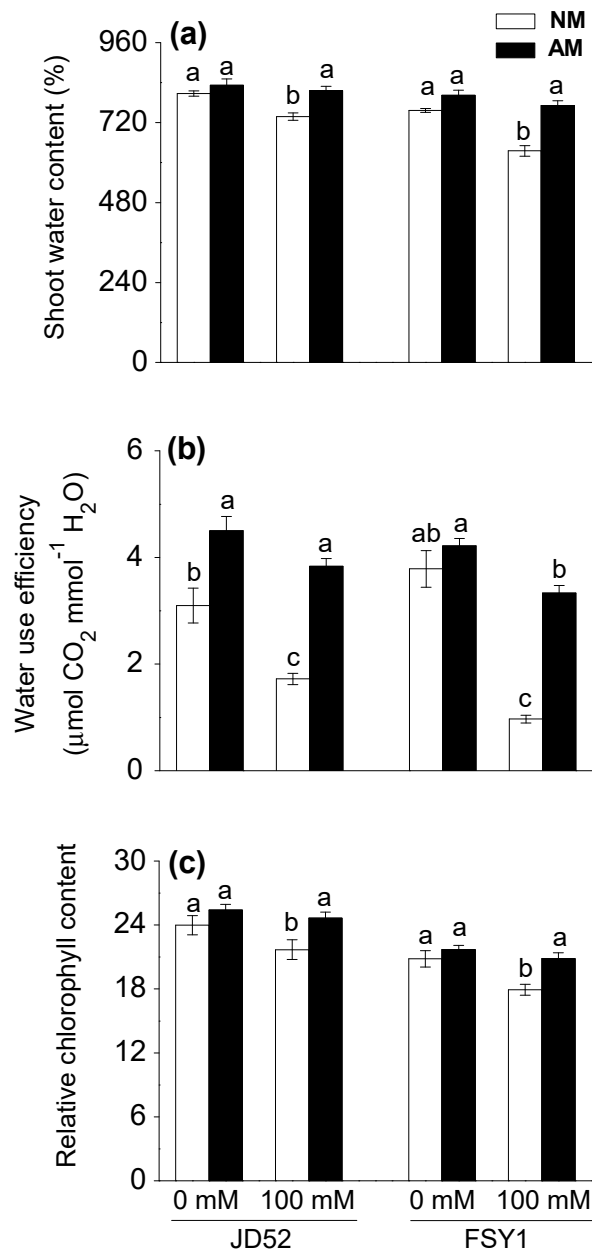 NM
AM
(a)
Shoot water content (%)
960
720
480
240
0
a a b a a a b a
(b)
Water use efficiency
(μmol CO₂ mmol⁻¹ H₂O)
6
4
2
0
b a c a ab a c b
(c)
Relative chlorophyll content
30
24
18
12
6
0
a a b a a a b a
0 mM 100 mM 0 mM 100 mM
JD52 FSY1